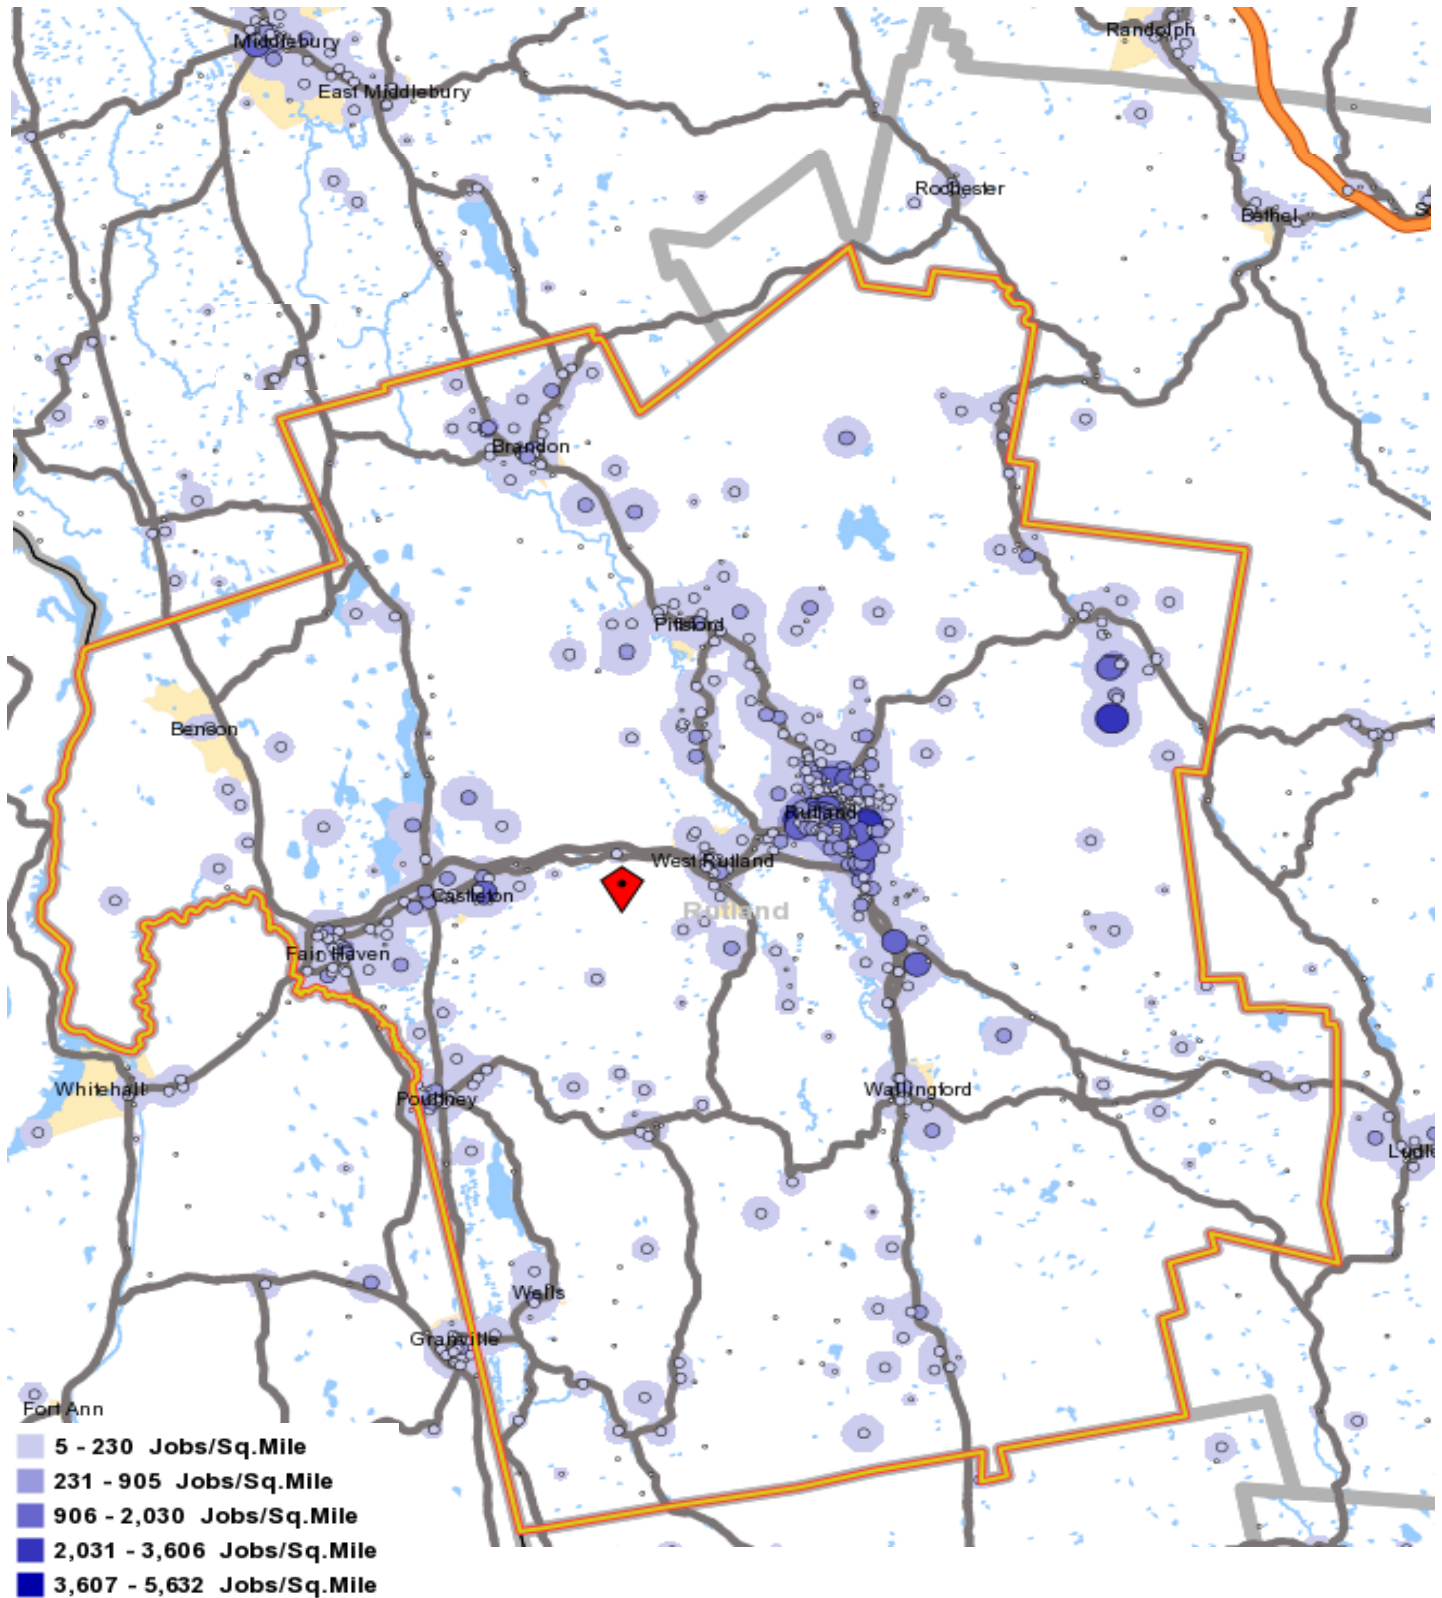 Randolph
Middlebury
East Middlebury
Rochester
Bethel
Brandon
Pittsford
Benson
Rutland
West Rutland
Castleton
Rutland
Fair Haven
Whitehall
Poultney
Wallingford
Wells
Granville
Fort Ann
5 - 230 Jobs/Sq.Mile
231 - 905 Jobs/Sq.Mile
906 - 2,030 Jobs/Sq.Mile
2,031 - 3,606 Jobs/Sq.Mile
3,607 - 5,632 Jobs/Sq.Mile